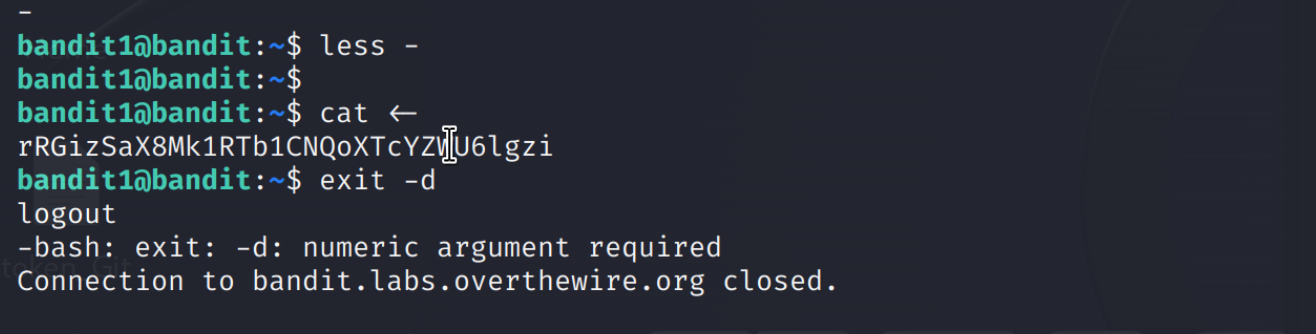 -
bandit1@bandit:~$ less -
bandit1@bandit:~$
bandit1@bandit:~$ cat <-
rRGizSaX8Mk1RTb1CNQoXTcYZWU6lgzi
bandit1@bandit:~$ exit -d
logout
-bash: exit: -d: numeric argument required
Connection to bandit.labs.overthewire.org closed.